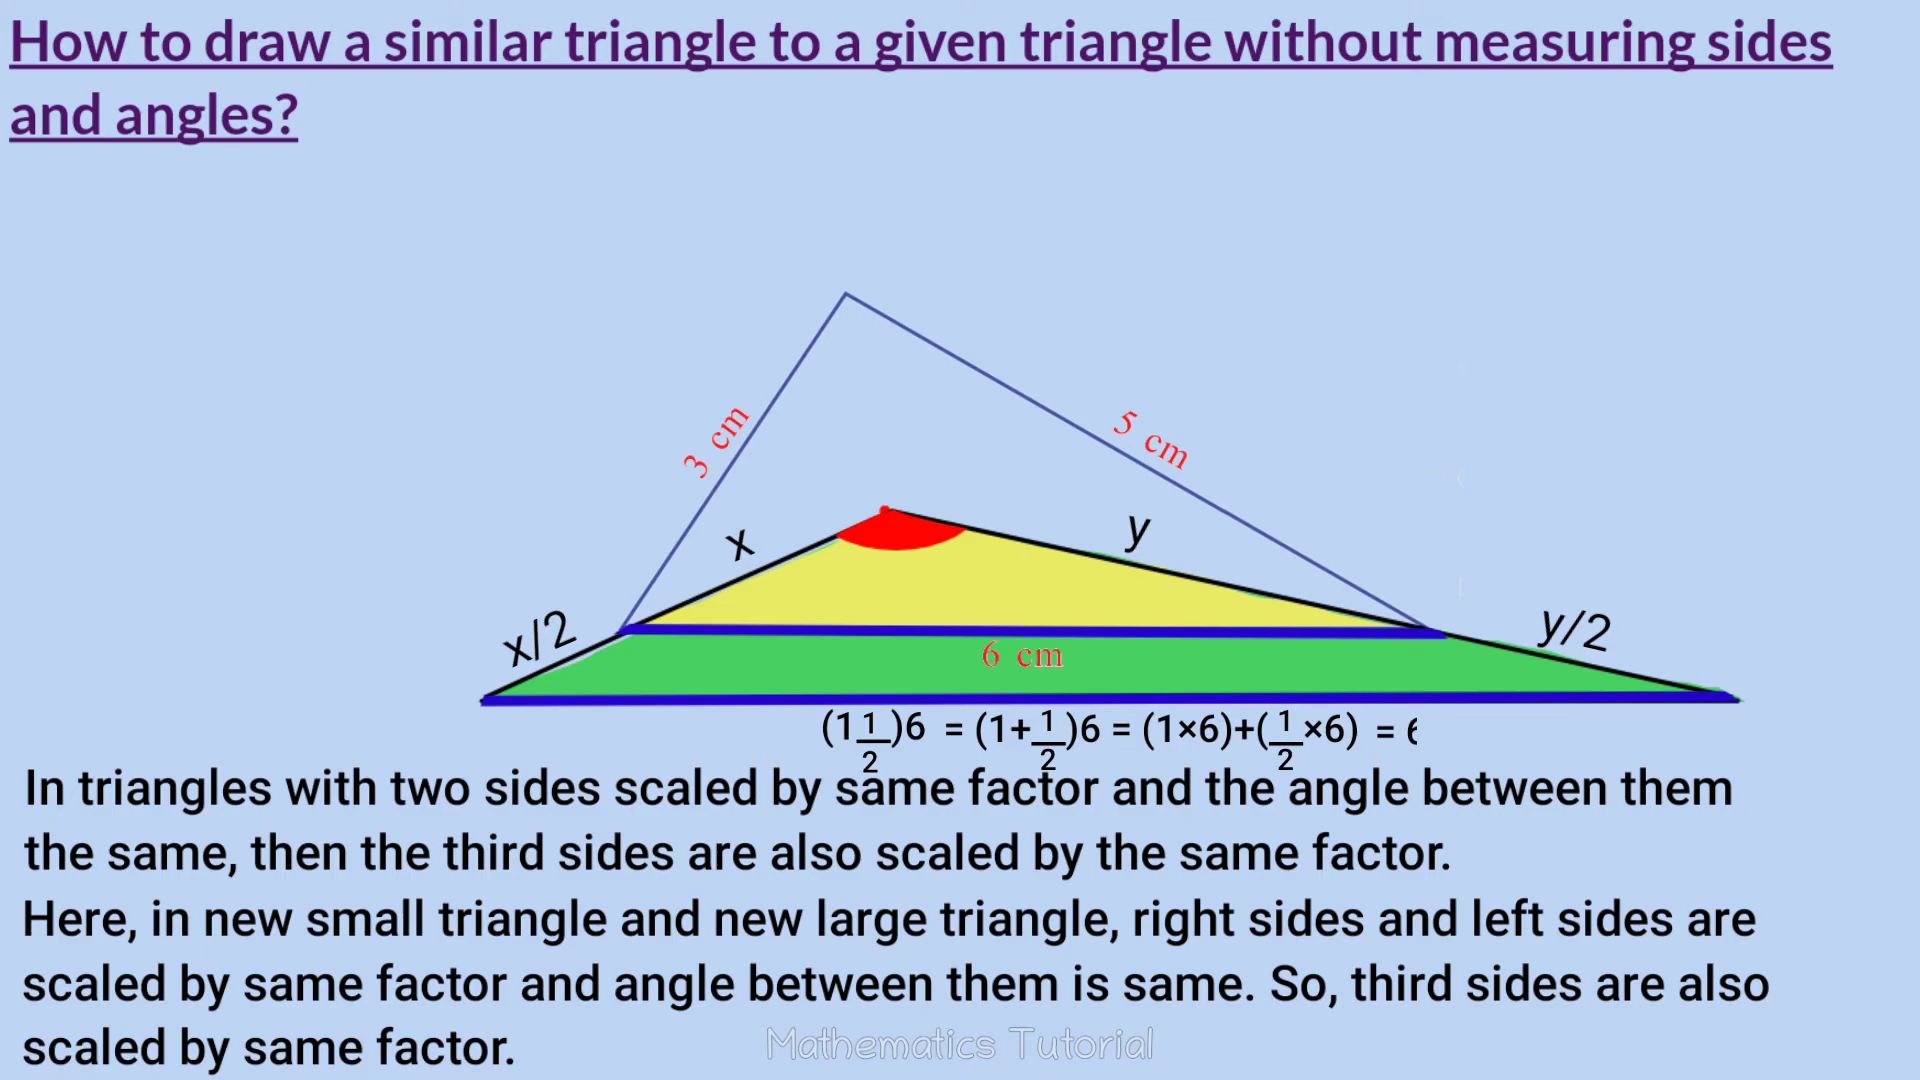 How to draw a similar triangle to a given triangle without measuring sides
and angles?
3 cm
5 cm
x
y
x/2
y/2
6 cm
(1 1/2)6 = (1+1/2)6 = (1×6)+(1/2×6) =
In triangles with two sides scaled by same factor and the angle between them
the same, then the third sides are also scaled by the same factor.
Here, in new small triangle and new large triangle, right sides and left sides are
scaled by same factor and angle between them is same. So, third sides are also
scaled by same factor.
Mathematics Tutorial